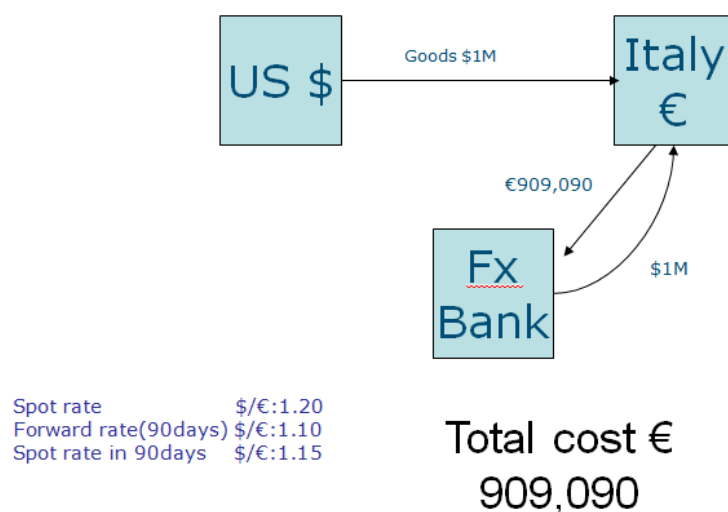 US $
Goods $1M
Italy
€
€909,090
$1M
Fx
Bank
Spot rate $/€:1.20
Forward rate(90days) $/€:1.10
Spot rate in 90days $/€:1.15
Total cost €
909,090